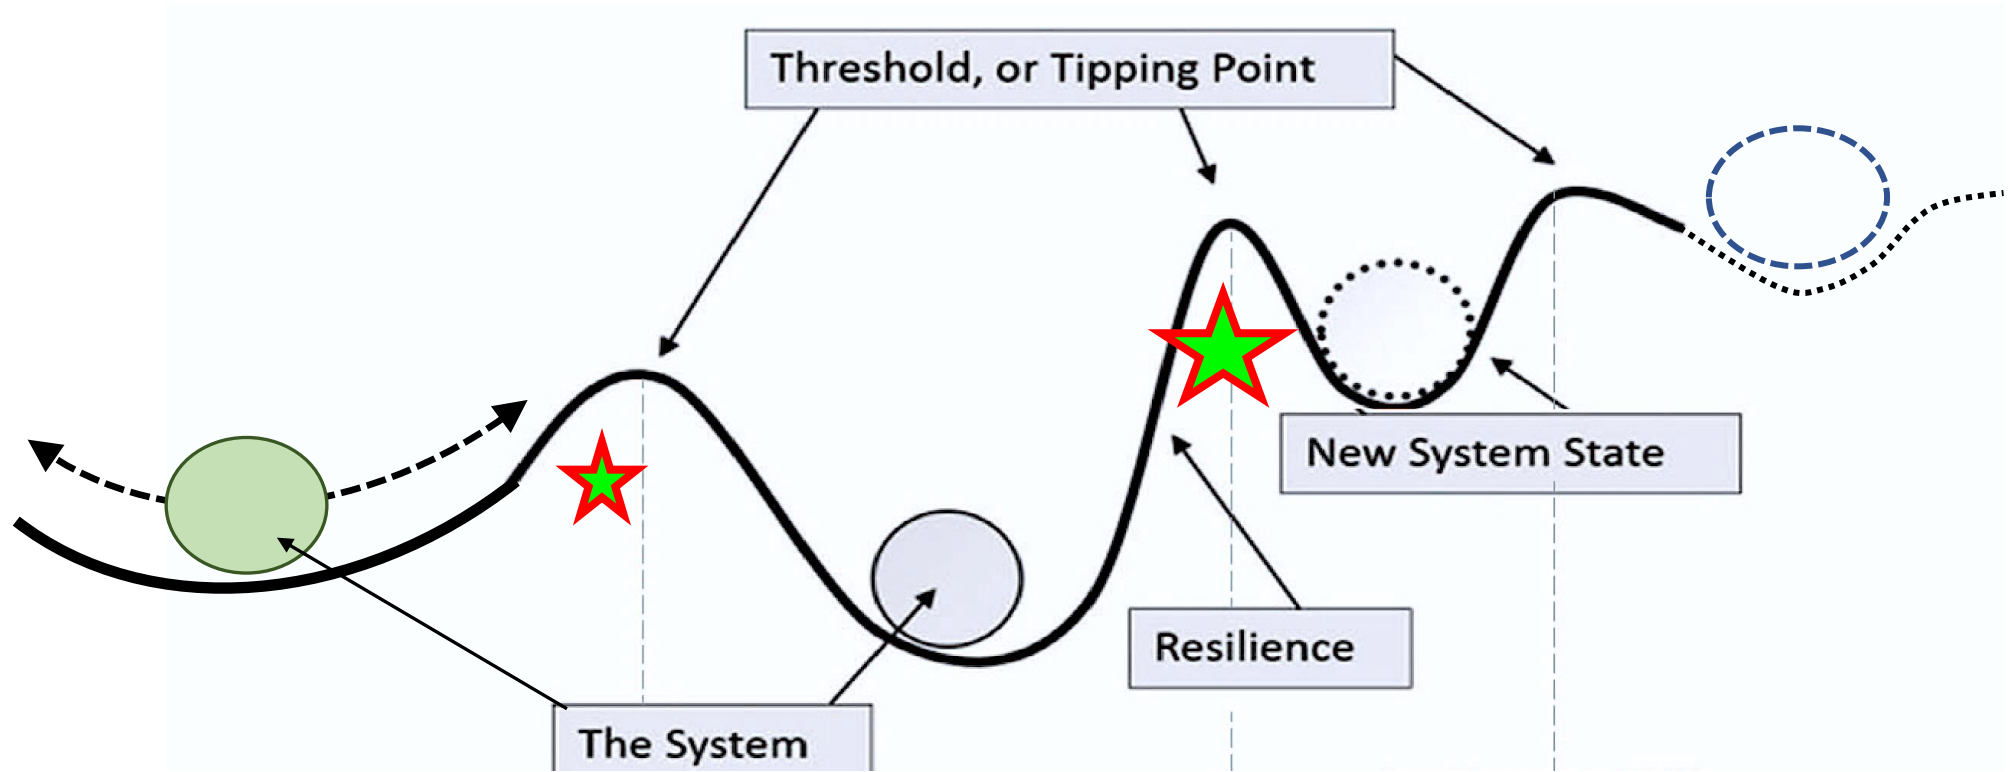 Threshold, or Tipping Point
New System State
Resilience
The System